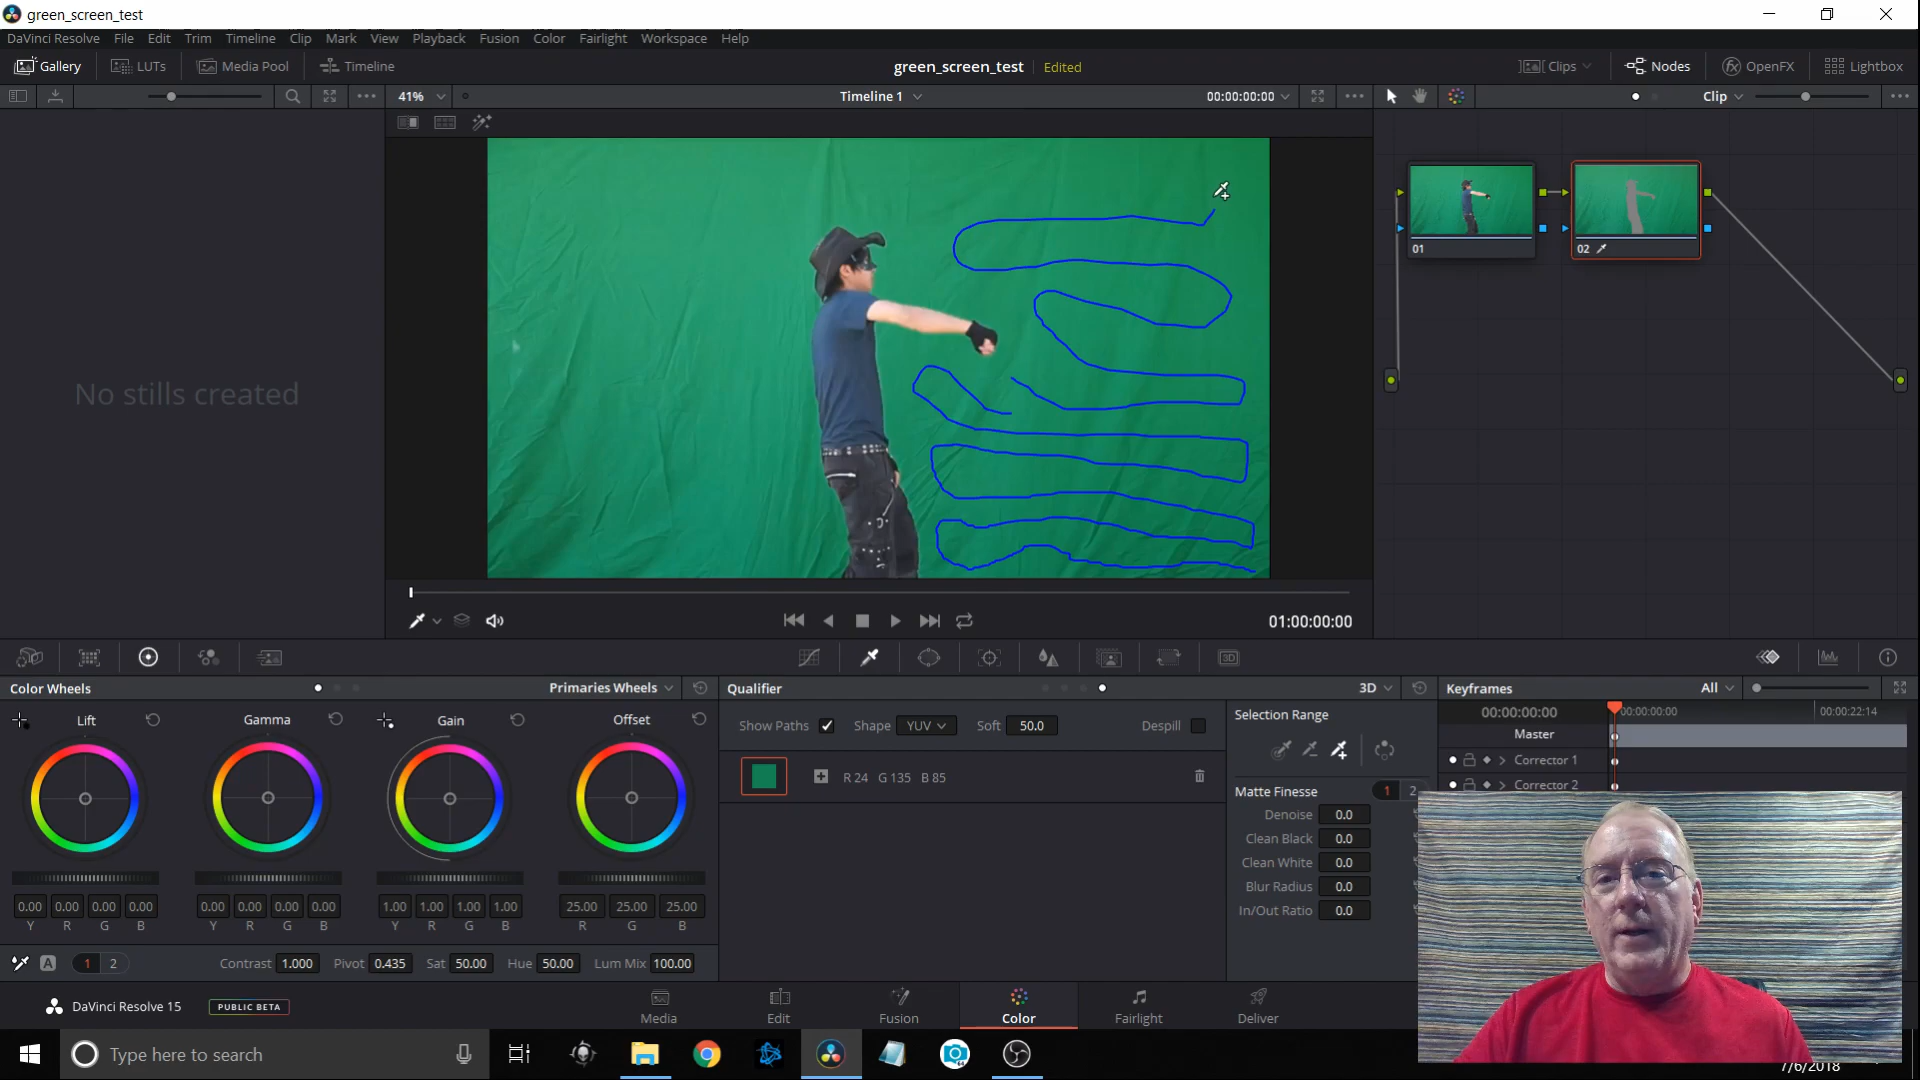 green_screen_test
DaVinci Resolve File Edit Trim Timeline Clip Mark View Playback Fusion Color Fairlight Workspace Help
Gallery LUTs Media Pool Timeline green_screen_test Edited Clips Nodes OpenFX Lightbox
41% Timeline 1 00:00:00:00 Clip
No stills created
01 02
01:00:00:00
3D
Color Wheels Primaries Wheels Qualifier 3D Keyframes All
Lift Gamma Gain Offset
Show Paths Shape YUV Soft 50.0 Despill
R 24 G 135 B 85
Selection Range
Matte Finesse 1 2
Denoise 0.0
Clean Black 0.0
Clean White 0.0
Blur Radius 0.0
In/Out Ratio 0.0
00:00:00:00 00:00:00:00 00:00:22:14
Master
Corrector 1
Corrector 2
0.00 0.00 0.00 0.00 0.00 0.00 0.00 0.00 1.00 1.00 1.00 1.00 25.00 25.00 25.00
Y R G B Y R G B Y R G B R G B
A 1 2 Contrast 1.000 Pivot 0.435 Sat 50.00 Hue 50.00 Lum Mix 100.00
DaVinci Resolve 15 PUBLIC BETA Media Edit Fusion Color Fairlight Deliver
Type here to search
7/6/2018